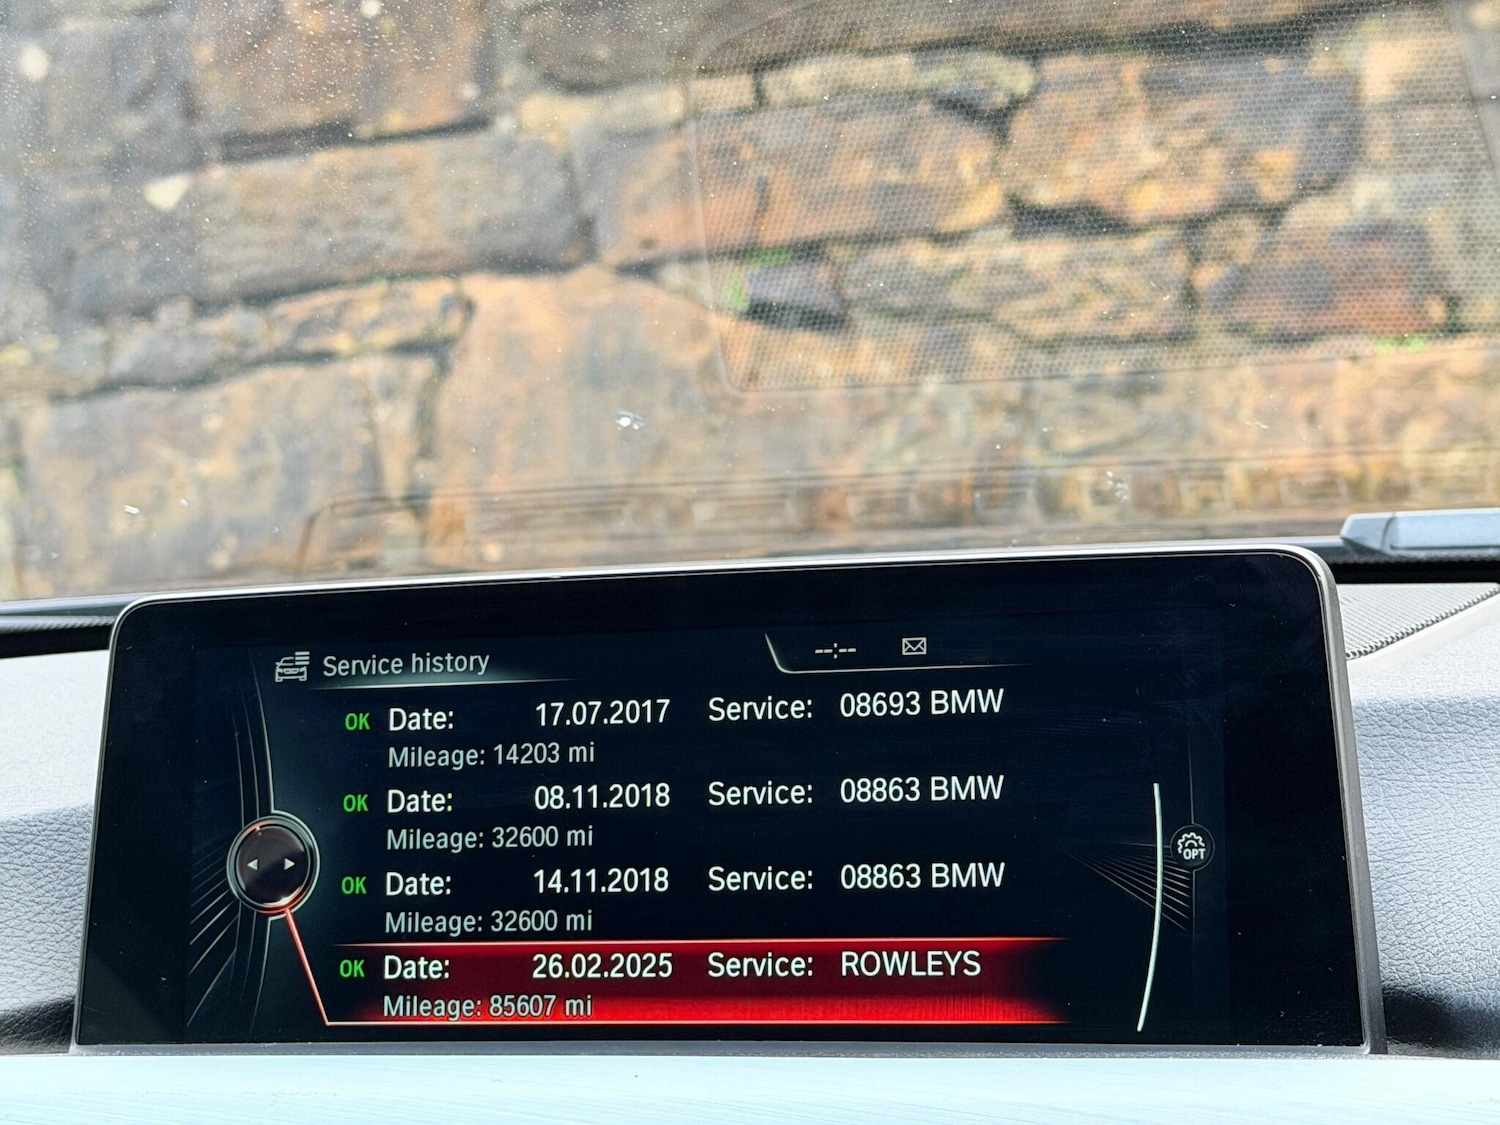 Service history
--:--
OK Date: 17.07.2017 Service: 08693 BMW
Mileage: 14203 mi
OK Date: 08.11.2018 Service: 08863 BMW
Mileage: 32600 mi
OK Date: 14.11.2018 Service: 08863 BMW
Mileage: 32600 mi
OK Date: 26.02.2025 Service: ROWLEYS
Mileage: 85607 mi
OPT